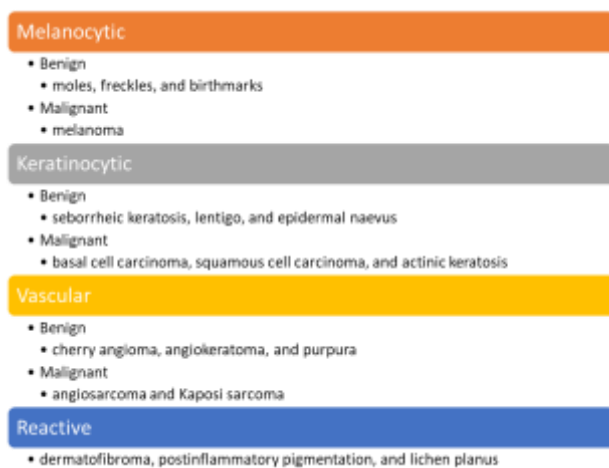 Melanocytic
• Benign
• moles, freckles, and birthmarks
• Malignant
• melanoma
Keratinocytic
• Benign
• seborrheic keratosis, lentigo, and epidermal naevus
• Malignant
• basal cell carcinoma, squamous cell carcinoma, and actinic keratosis
Vascular
• Benign
• cherry angioma, angiokeratoma, and purpura
• Malignant
• angiosarcoma and Kaposi sarcoma
Reactive
• dermatofibroma, postinflammatory pigmentation, and lichen planus